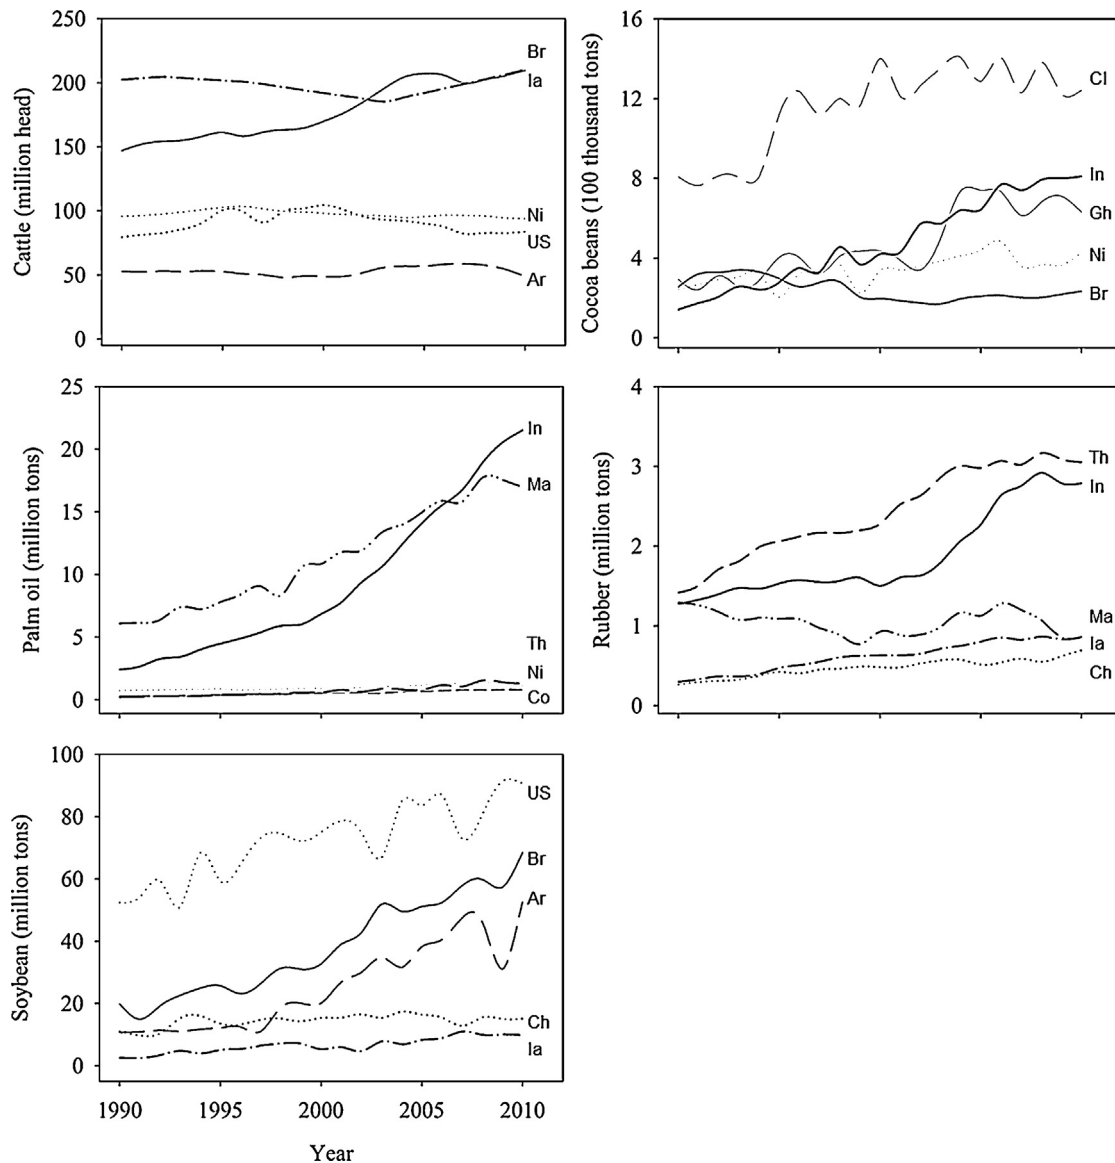 Cattle (million head)
250
200
150
100
50
0
Br
Ia
Ni
US
Ar
Cocoa beans (100 thousand tons)
16
12
8
4
0
CI
In
Gh
Ni
Br
Palm oil (million tons)
25
20
15
10
5
0
In
Ma
Th
Ni
Co
Rubber (million tons)
4
3
2
1
0
Th
In
Ma
Ia
Ch
Soybean (million tons)
100
80
60
40
20
0
US
Br
Ar
Ch
Ia
1990 1995 2000 2005 2010
Year